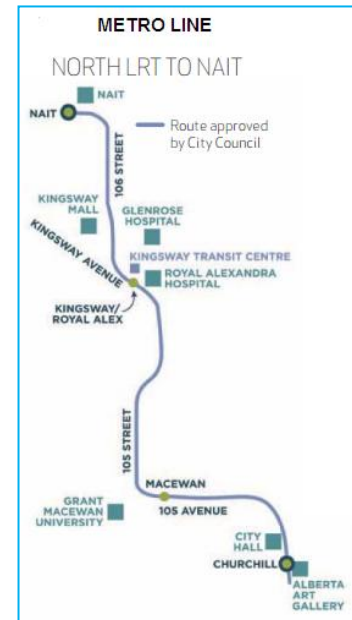 METRO LINE
NORTH LRT TO NAIT
NAIT
NAIT
Route approved
by City Council
106 STREET
KINGSWAY
MALL
GLENROSE
HOSPITAL
KINGSWAY AVENUE
KINGSWAY TRANSIT CENTRE
ROYAL ALEXANDRA
HOSPITAL
KINGSWAY/
ROYAL ALEX
105 STREET
MACEWAN
105 AVENUE
GRANT
MACEWAN
UNIVERSITY
CITY
HALL
CHURCHILL
ALBERTA
ART
GALLERY